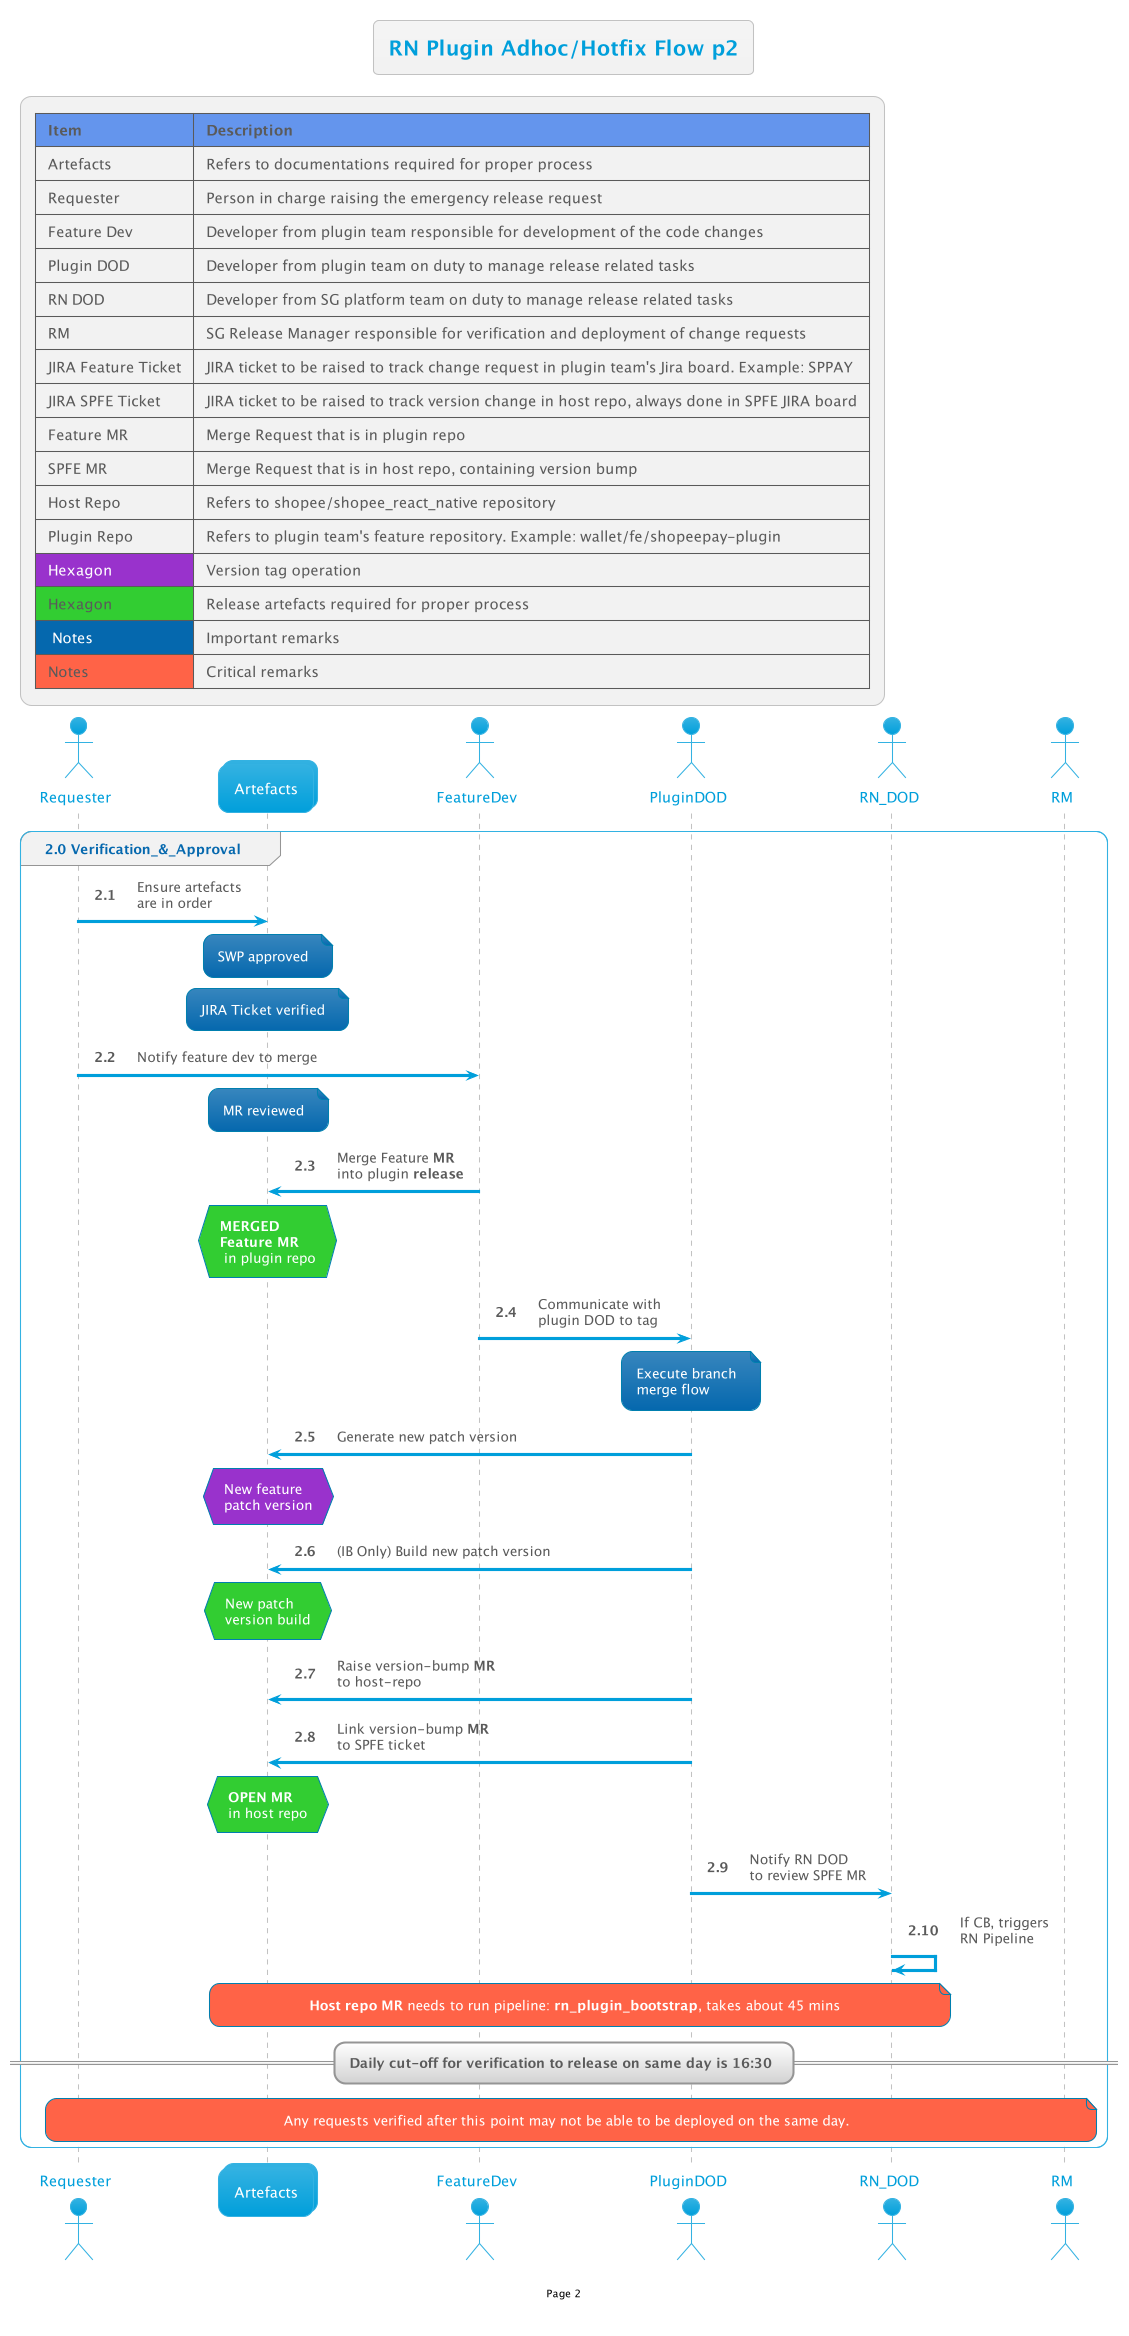 RN Plugin Adhoc/Hotfix Flow p2
Item Description
Artefacts Refers to documentations required for proper process
Requester Person in charge raising the emergency release request
Feature Dev Developer from plugin team responsible for development of the code changes
Plugin DOD Developer from plugin team on duty to manage release related tasks
RN DOD Developer from SG platform team on duty to manage release related tasks
RM SG Release Manager responsible for verification and deployment of change requests
JIRA Feature Ticket JIRA ticket to be raised to track change request in plugin team's Jira board. Example: SPPAY
JIRA SPFE Ticket JIRA ticket to be raised to track version change in host repo, always done in SPFE JIRA board
Feature MR Merge Request that is in plugin repo
SPFE MR Merge Request that is in host repo, containing version bump
Host Repo Refers to shopee/shopee_react_native repository
Plugin Repo Refers to plugin team's feature repository. Example: wallet/fe/shopeepay-plugin
Hexagon Version tag operation
Hexagon Release artefacts required for proper process
Notes Important remarks
Notes Critical remarks
Requester Artefacts FeatureDev PluginDOD RN_DOD RM
2.0 Verification_&_Approval
2.1 Ensure artefacts
are in order
SWP approved
JIRA Ticket verified
2.2 Notify feature dev to merge
MR reviewed
2.3 Merge Feature MR
into plugin release
MERGED
Feature MR
in plugin repo
2.4 Communicate with
plugin DOD to tag
Execute branch
merge flow
2.5 Generate new patch version
New feature
patch version
2.6 (IB Only) Build new patch version
New patch
version build
2.7 Raise version-bump MR
to host-repo
2.8 Link version-bump MR
to SPFE ticket
OPEN MR
in host repo
2.9 Notify RN DOD
to review SPFE MR
2.10 If CB, triggers
RN Pipeline
Host repo MR needs to run pipeline: rn_plugin_bootstrap, takes about 45 mins
Daily cut-off for verification to release on same day is 16:30
Any requests verified after this point may not be able to be deployed on the same day.
Requester Artefacts FeatureDev PluginDOD RN_DOD RM
Page 2